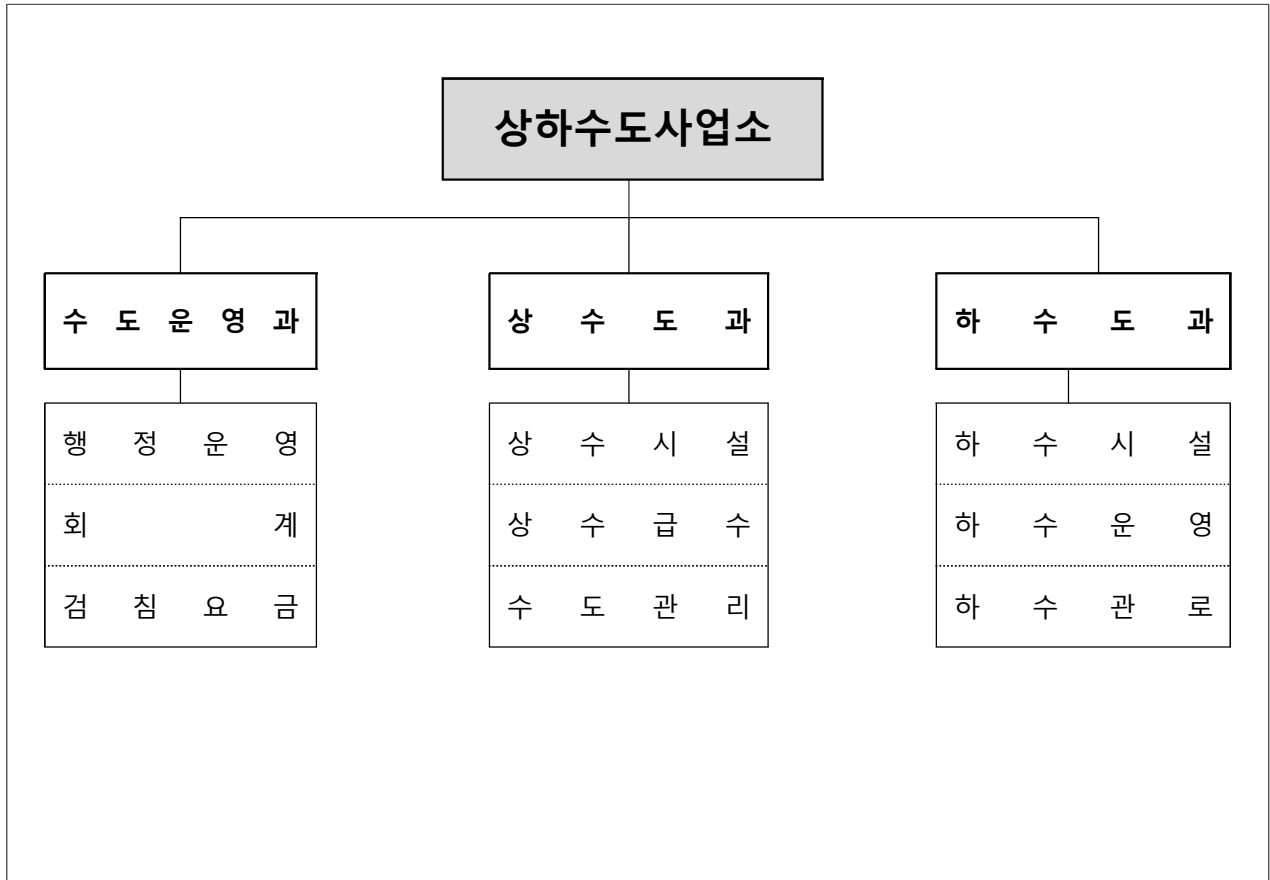 상하수도사업소
수도운영과
상수도과
하수도과
행정운영
회계
검침요금
상수시설
상수급수
수도관리
하수시설
하수운영
하수관로